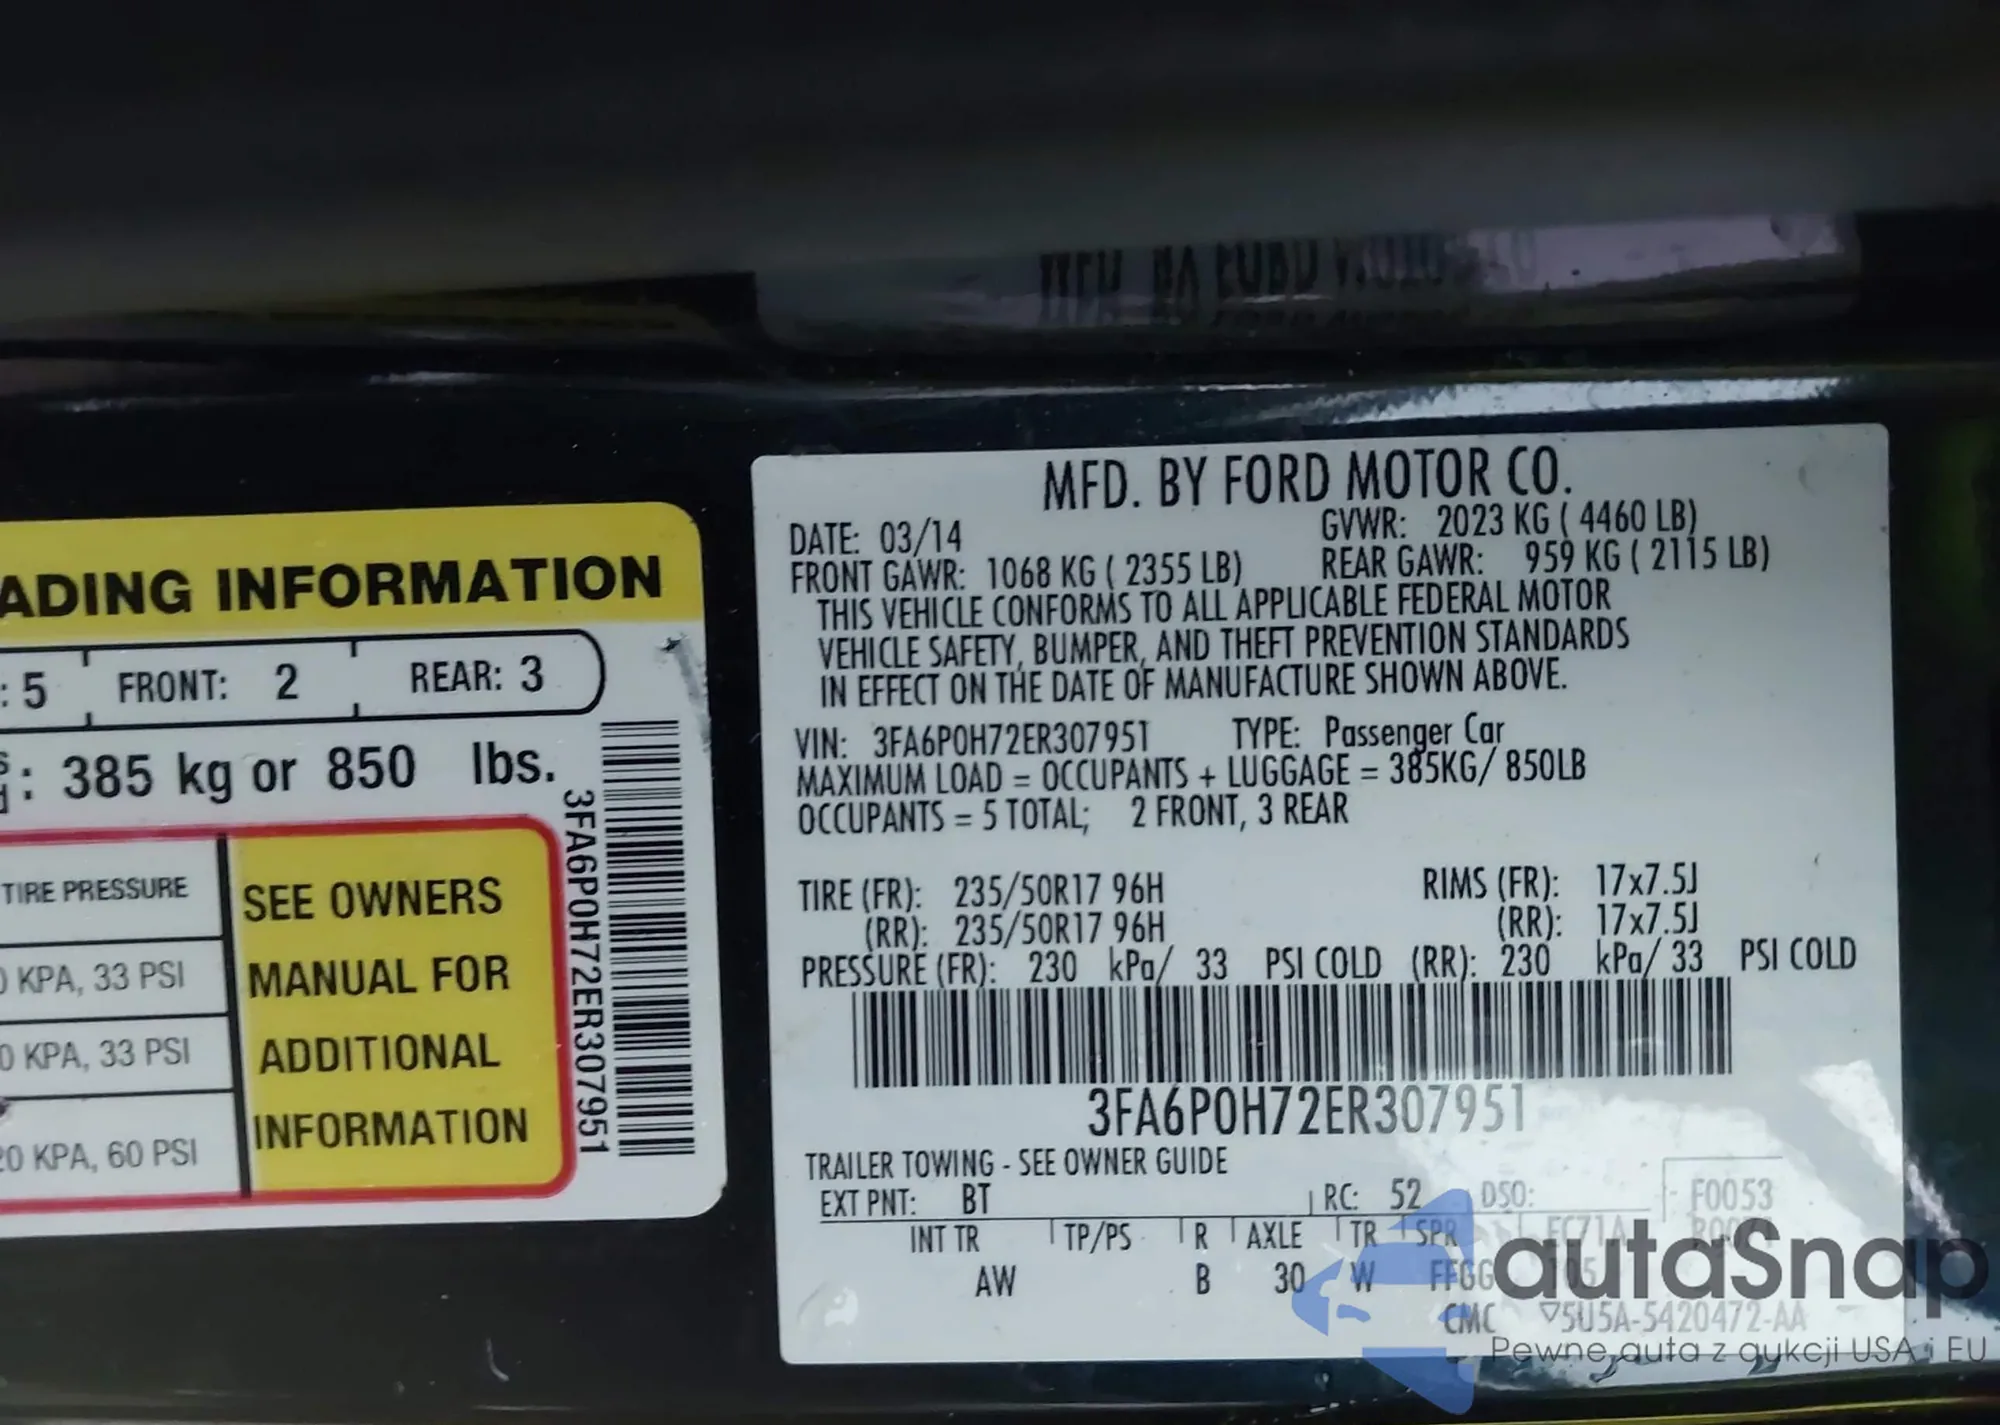 ADING INFORMATION
: 5 FRONT: 2 REAR: 3
: 385 kg or 850 lbs.
TIRE PRESSURE
0 KPA, 33 PSI
0 KPA, 33 PSI
20 KPA, 60 PSI
SEE OWNERS
MANUAL FOR
ADDITIONAL
INFORMATION
3FA6P0H72ER307951
MFD. BY FORD MOTOR CO.
DATE: 03/14 GVWR: 2023 KG ( 4460 LB)
FRONT GAWR: 1068 KG ( 2355 LB) REAR GAWR: 959 KG ( 2115 LB)
THIS VEHICLE CONFORMS TO ALL APPLICABLE FEDERAL MOTOR
VEHICLE SAFETY, BUMPER, AND THEFT PREVENTION STANDARDS
IN EFFECT ON THE DATE OF MANUFACTURE SHOWN ABOVE.
VIN: 3FA6P0H72ER307951 TYPE: Passenger Car
MAXIMUM LOAD = OCCUPANTS + LUGGAGE = 385KG/ 850LB
OCCUPANTS = 5 TOTAL; 2 FRONT, 3 REAR
TIRE (FR): 235/50R17 96H RIMS (FR): 17x7.5J
(RR): 235/50R17 96H (RR): 17x7.5J
PRESSURE (FR): 230 kPa/ 33 PSI COLD (RR): 230 kPa/ 33 PSI COLD
3FA6P0H72ER307951
TRAILER TOWING - SEE OWNER GUIDE
EXT PNT: BT RC: 52 DSO: F0053
INT TR TP/PS R AXLE TR SPR EC71A
AW B 30 W FFGG
CMC ▽5U5A-5420472-AA
autaSnap
Pewne auta z aukcji USA i EU